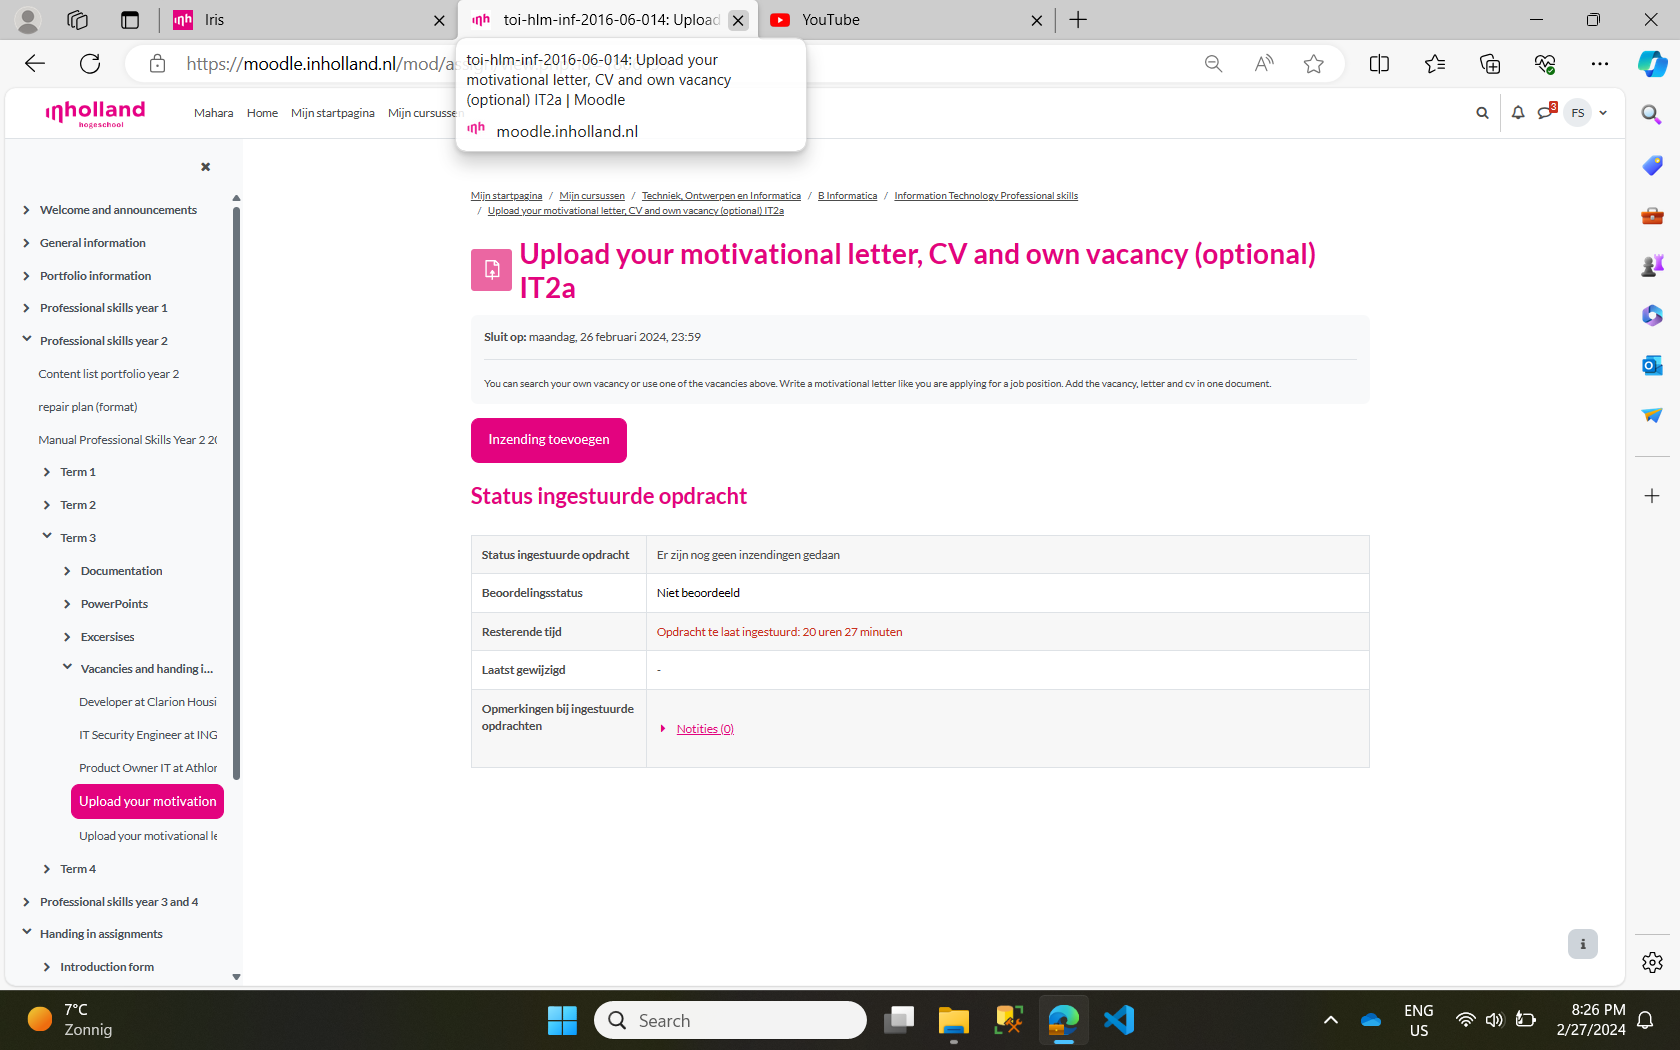 Iris
toi-hlm-inf-2016-06-014: Upload
YouTube
https://moodle.inholland.nl/mod/as
toi-hlm-inf-2016-06-014: Upload your
motivational letter, CV and own vacancy
(optional) IT2a | Moodle
moodle.inholland.nl
inholland
hogeschool
Mahara Home Mijn startpagina Mijn cursussen
3
FS
Mijn startpagina / Mijn cursussen / Techniek, Ontwerpen en Informatica / B Informatica / Information Technology Professional skills
/ Upload your motivational letter, CV and own vacancy (optional) IT2a
Welcome and announcements
General information
Portfolio information
Professional skills year 1
Professional skills year 2
Content list portfolio year 2
repair plan (format)
Manual Professional Skills Year 2 20
Term 1
Term 2
Term 3
Documentation
PowerPoints
Excersises
Vacancies and handing i...
Developer at Clarion Housi
IT Security Engineer at ING
Product Owner IT at Athlon
Upload your motivation
Upload your motivational le
Term 4
Professional skills year 3 and 4
Handing in assignments
Introduction form
Upload your motivational letter, CV and own vacancy (optional)
IT2a
Sluit op: maandag, 26 februari 2024, 23:59
You can search your own vacancy or use one of the vacancies above. Write a motivational letter like you are applying for a job position. Add the vacancy, letter and cv in one document.
Inzending toevoegen
Status ingestuurde opdracht
Status ingestuurde opdracht Er zijn nog geen inzendingen gedaan
Beoordelingsstatus Niet beoordeeld
Resterende tijd Opdracht te laat ingestuurd: 20 uren 27 minuten
Laatst gewijzigd -
Opmerkingen bij ingestuurde
opdrachten
Notities (0)
7°C
Zonnig
Search
ENG
US
8:26 PM
2/27/2024